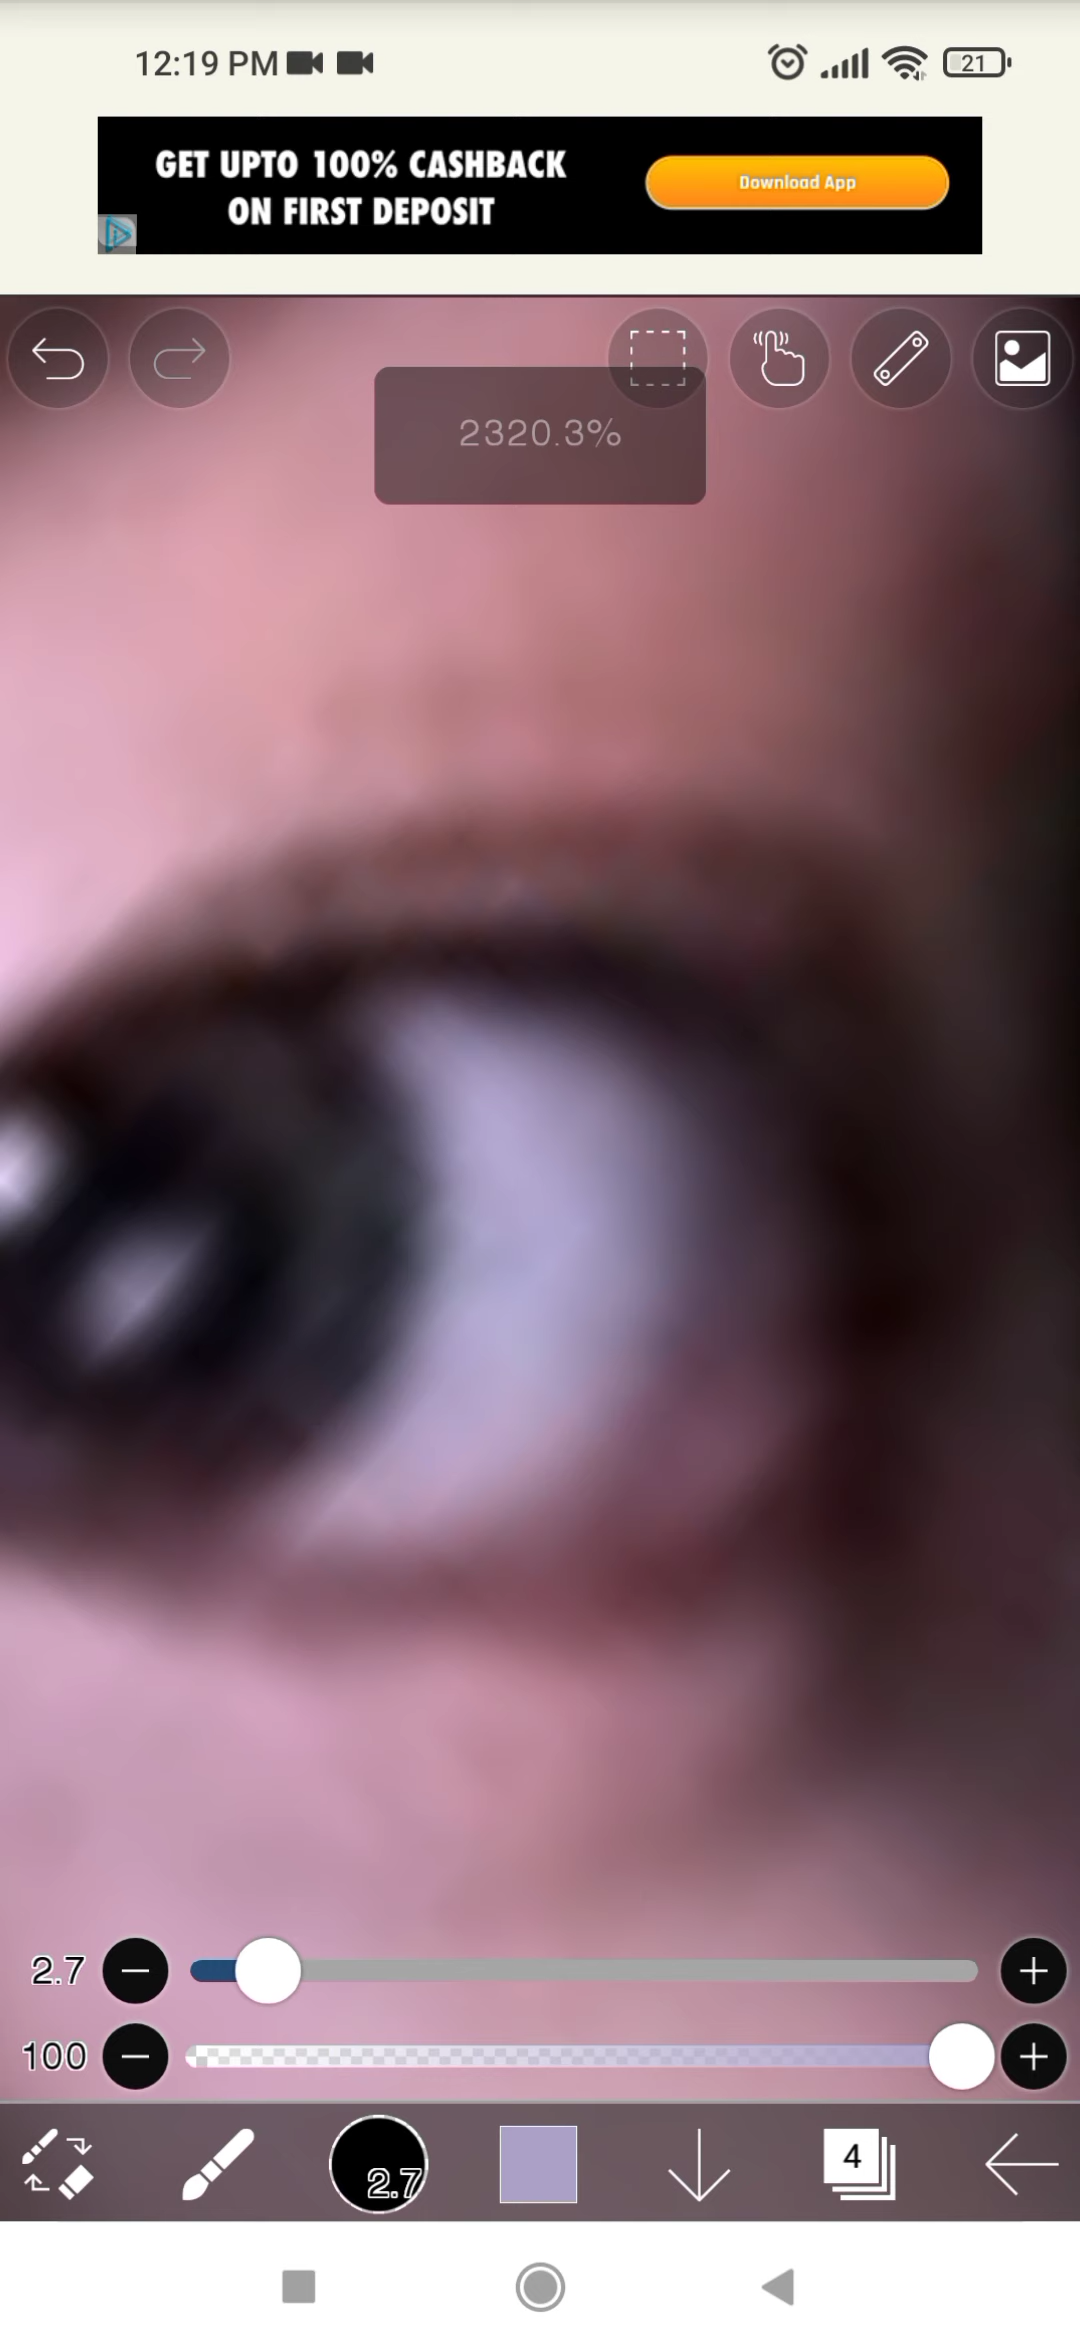 12:19 PM
21
GET UPTO 100% CASHBACK
ON FIRST DEPOSIT
Download App
2320.3%
2.7
100
2.7
4